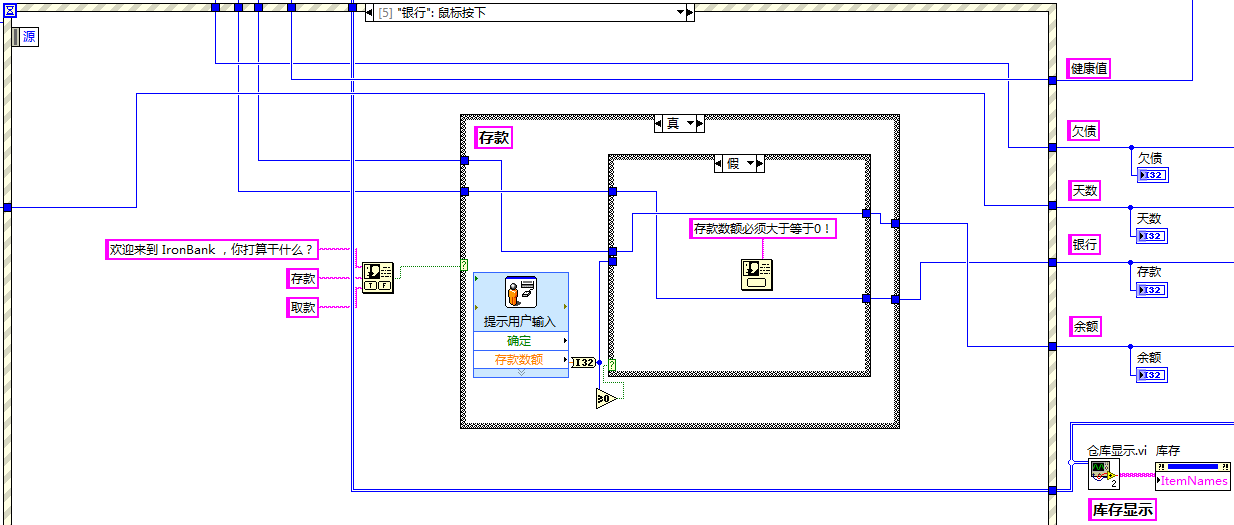 [5] "银行": 鼠标按下
源
健康值
真
存款
欠债
欠债
I32
假
天数
天数
I32
存款数额必须大于等于0！
银行
存款
I32
欢迎来到 IronBank ，你打算干什么？
存款
取款
T F
?
提示用户输入
确定
存款数额
I32
?
≥0
余额
余额
I32
仓库显示.vi
库存
2
?! ?!
ItemNames
库存显示